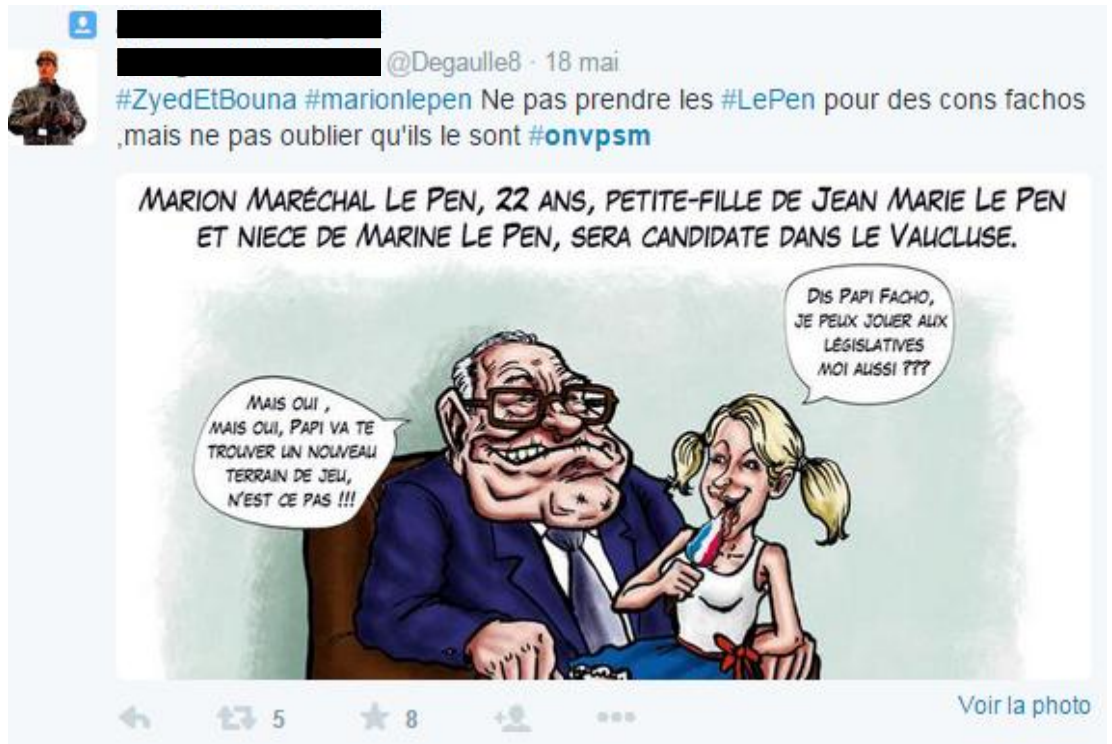 @Degaulle8 · 18 mai
#ZyedEtBouna #marionlepen Ne pas prendre les #LePen pour des cons fachos
,mais ne pas oublier qu'ils le sont #onvpsm
MARION MARÉCHAL LE PEN, 22 ANS, PETITE-FILLE DE JEAN MARIE LE PEN
ET NIECE DE MARINE LE PEN, SERA CANDIDATE DANS LE VAUCLUSE.
DIS PAPI FACHO,
JE PEUX JOUER AUX
LÉGISLATIVES
MOI AUSSI ???
MAIS OUI ,
MAIS OUI, PAPI VA TE
TROUVER UN NOUVEAU
TERRAIN DE JEU,
N'EST CE PAS !!!
5 8
Voir la photo